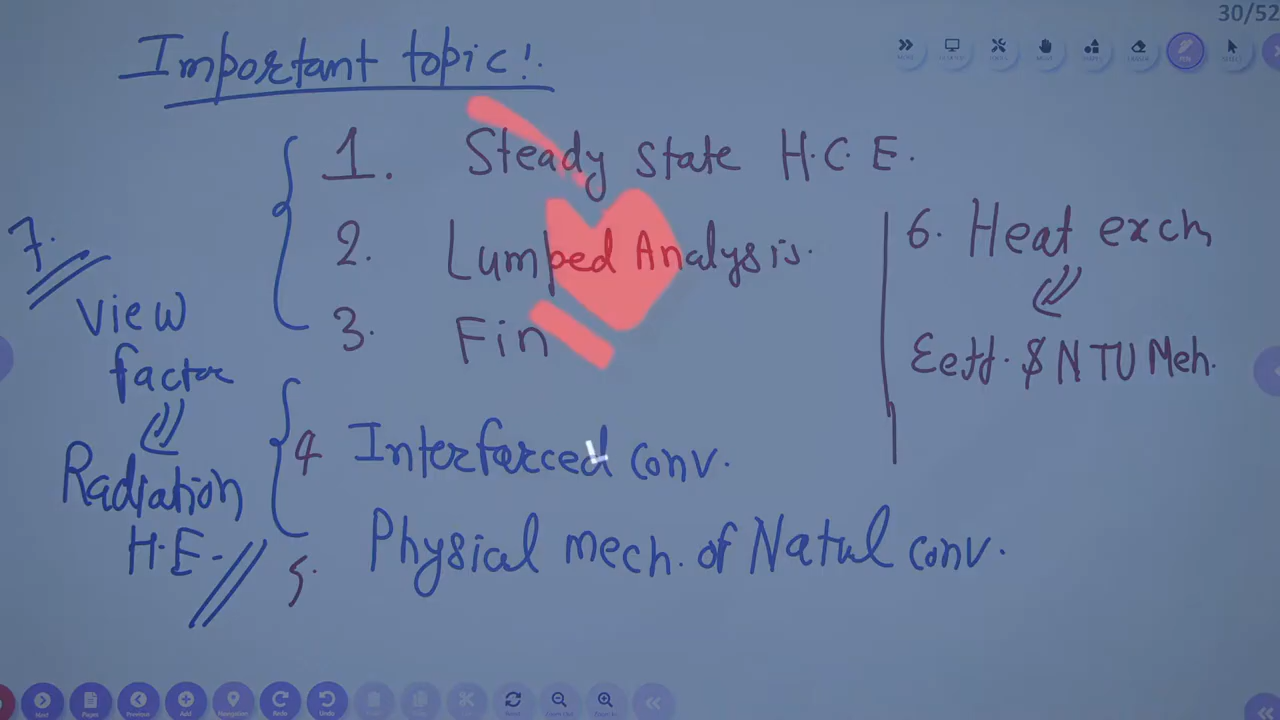 30/52
Important topic!.
1. Steady state H.C.E.
2. Lumped Analysis.
3. Fin
4 Interfarced conv.
5. Physical mech. of Natul conv.
6. Heat exch,
Eeff. $ NTU Meh.
7.
View
factor
Radiation
H.E-